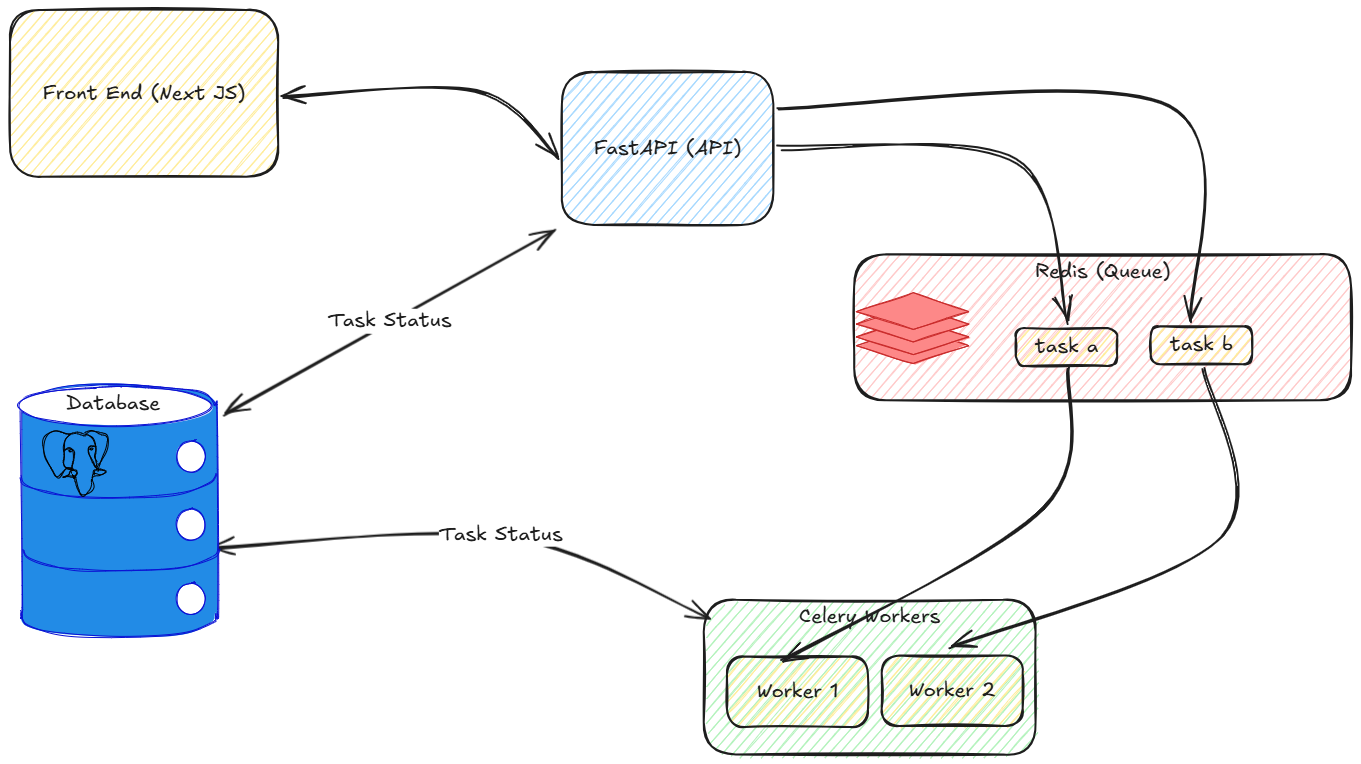 Front End (Next JS)
FastAPI (API)
Redis (Queue)
task a
task b
Task Status
Database
Task Status
Celery Workers
Worker 1
Worker 2